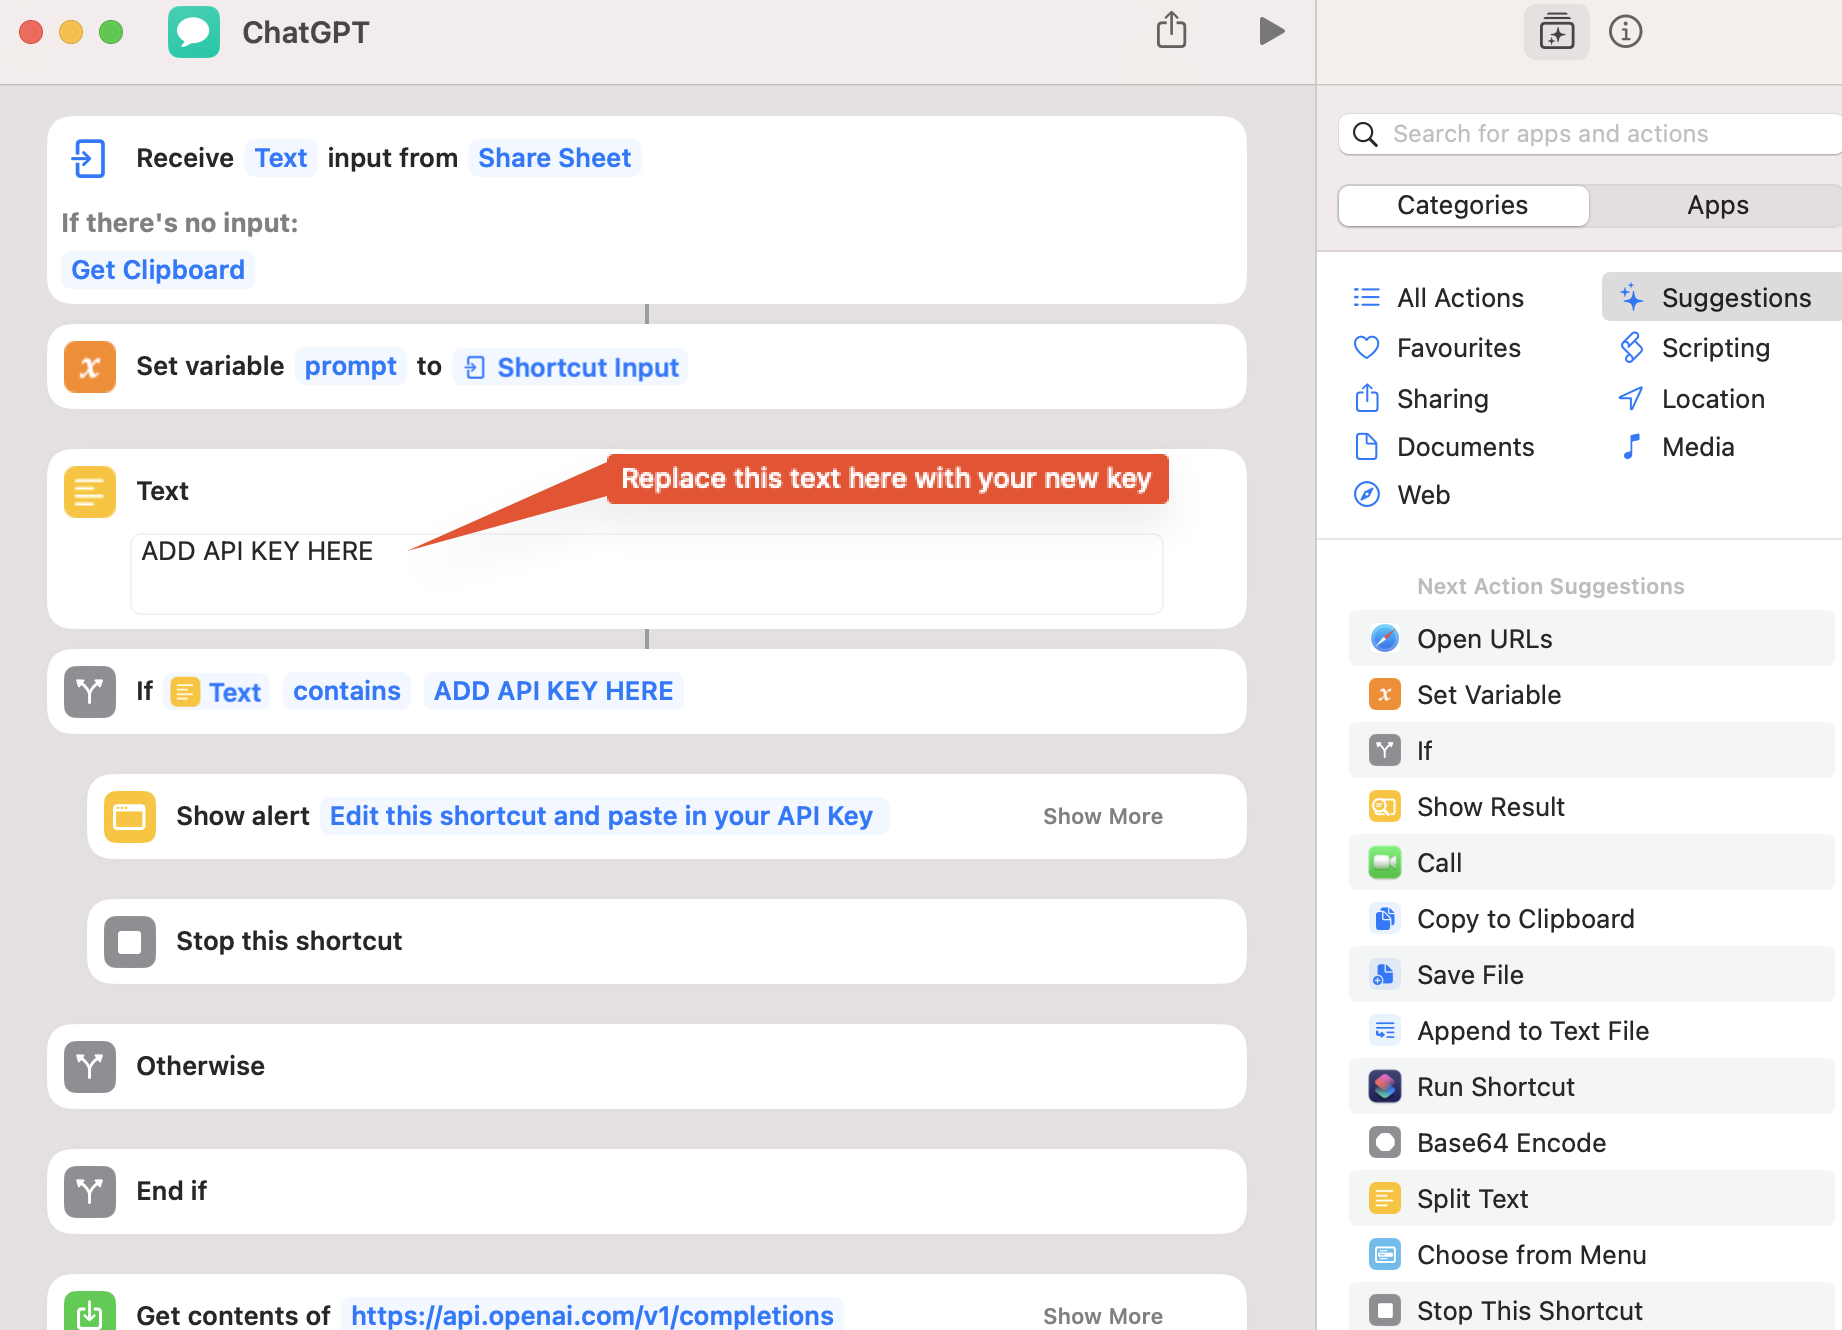 ChatGPT
Receive Text input from Share Sheet
If there's no input:
Get Clipboard
Set variable prompt to Shortcut Input
Text
Replace this text here with your new key
ADD API KEY HERE
If Text contains ADD API KEY HERE
Show alert Edit this shortcut and paste in your API Key Show More
Stop this shortcut
Otherwise
End if
Get contents of https://api.openai.com/v1/completions Show More
Search for apps and actions
Categories Apps
All Actions Suggestions
Favourites Scripting
Sharing Location
Documents Media
Web
Next Action Suggestions
Open URLs
Set Variable
If
Show Result
Call
Copy to Clipboard
Save File
Append to Text File
Run Shortcut
Base64 Encode
Split Text
Choose from Menu
Stop This Shortcut